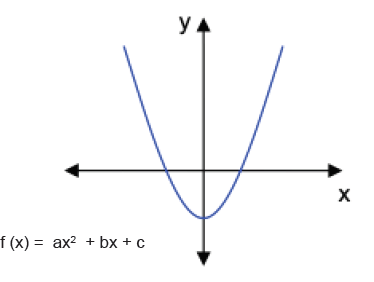 y
x
f (x) = ax² + bx + c